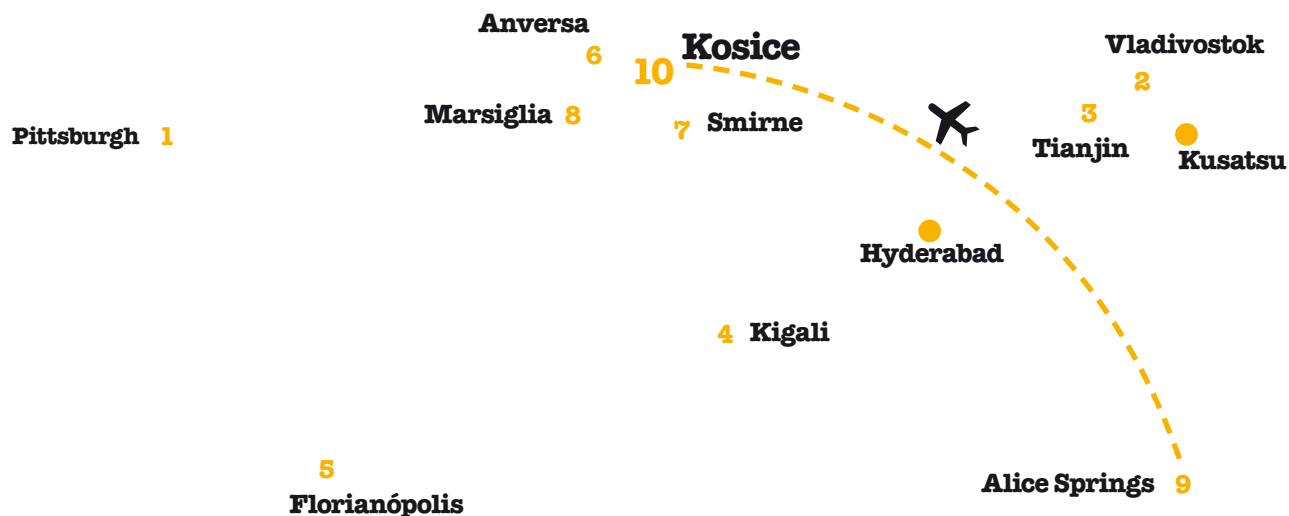 Anversa
6
10 Kosice
Vladivostok
2
Marsiglia 8
7 Smirne
3
Tianjin
Pittsburgh 1
Kusatsu
Hyderabad
4 Kigali
5
Florianópolis
Alice Springs 9